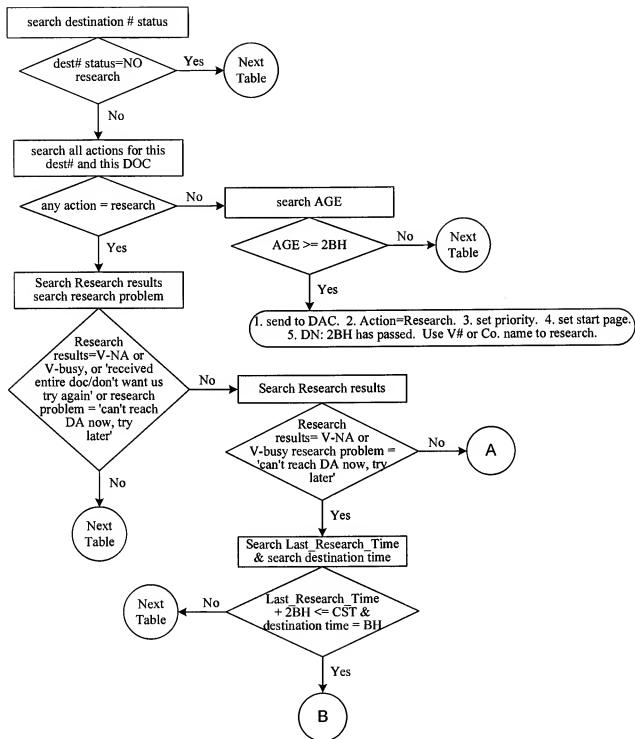 search destination # status
dest# status=NO
research
Yes
Next
Table
No
search all actions for this
dest# and this DOC
any action = research
No
search AGE
AGE >= 2BH
No
Next
Table
Yes
Yes
Search Research results
search research problem
1. send to DAC. 2. Action=Research. 3. set priority. 4. set start page.
5. DN: 2BH has passed. Use V# or Co. name to research.
Research
results=V-NA or
V-busy, or 'received
entire doc/don't want us
try again' or research
problem = 'can't reach
DA now, try
later'
No
Search Research results
No
Next
Table
Research
results= V-NA or
V-busy research problem =
'can't reach DA now, try
later'
No
A
Yes
Search Last_Research_Time
& search destination time
Last_Research_Time
+ 2BH <= CST &
destination time = BH
No
Next
Table
Yes
B